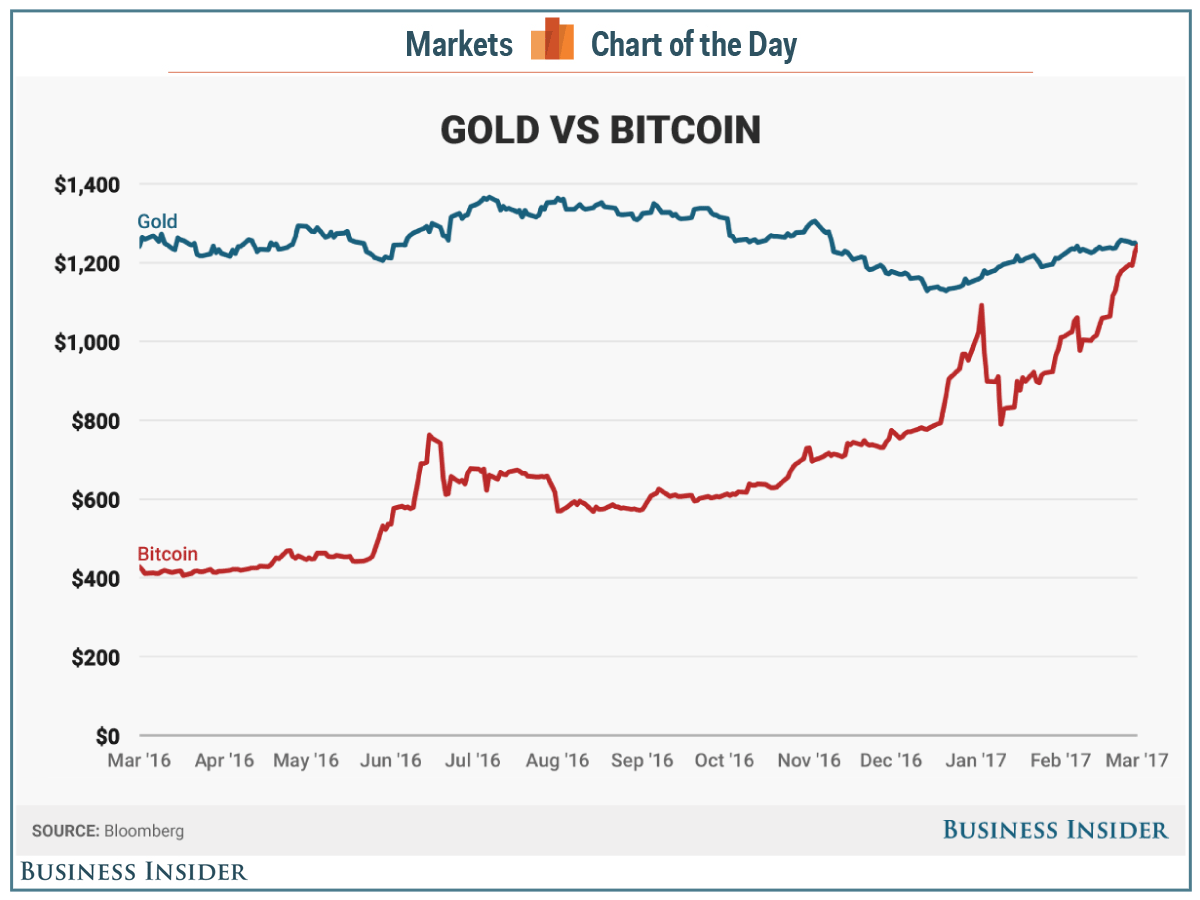 Markets Chart of the Day
GOLD VS BITCOIN
$1,400
Gold
$1,200
$1,000
$800
$600
Bitcoin
$400
$200
$0
Mar '16 Apr '16 May '16 Jun '16 Jul '16 Aug '16 Sep '16 Oct '16 Nov '16 Dec '16 Jan '17 Feb '17 Mar '17
SOURCE: Bloomberg
BUSINESS INSIDER
BUSINESS INSIDER